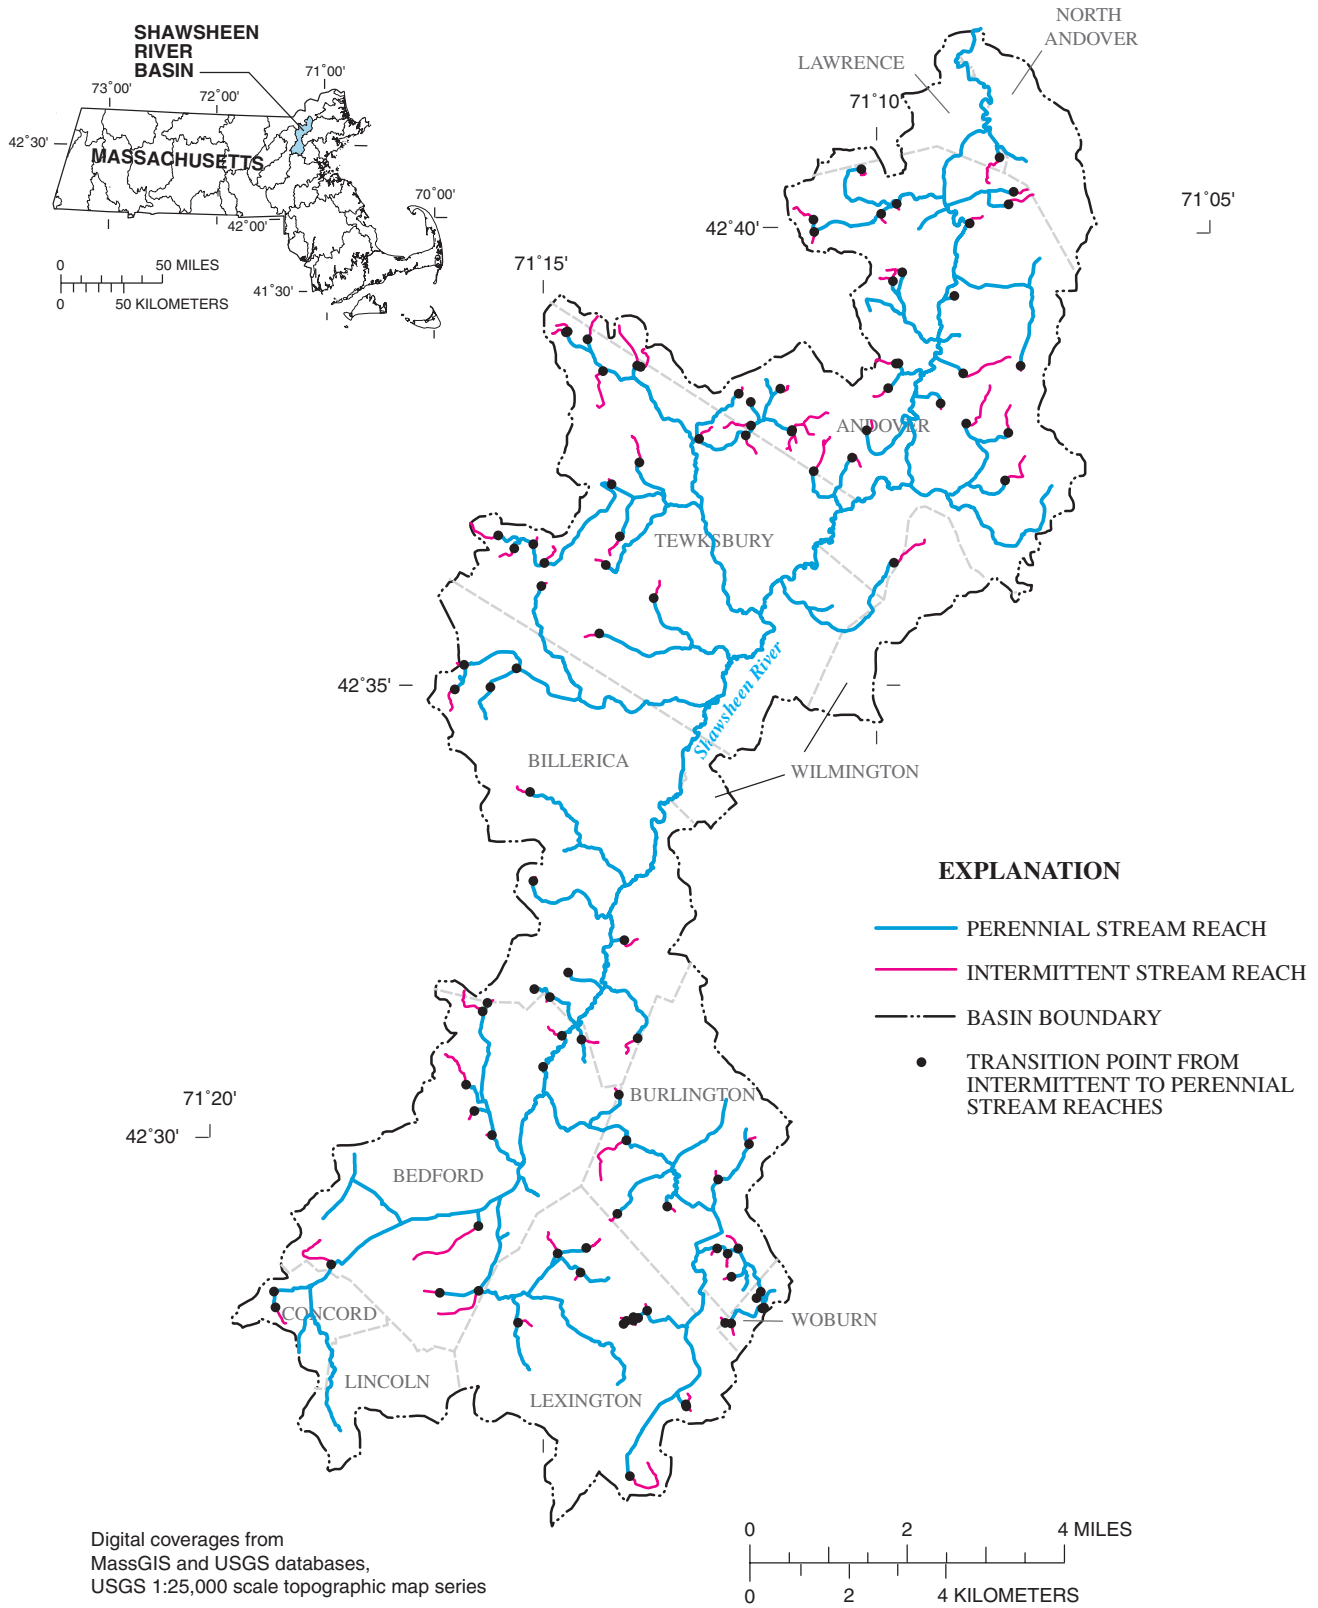 SHAWSHEEN
RIVER
BASIN
71˚00'
73˚00'
72˚00'
42˚30'
MASSACHUSETTS
70˚00'
42˚00'
41˚30'
0 50 MILES
0 50 KILOMETERS
NORTH
ANDOVER
LAWRENCE
71˚10'
71˚05'
42˚40'
71˚15'
ANDOVER
TEWKSBURY
42˚35'
Shawsheen River
BILLERICA
WILMINGTON
EXPLANATION
PERENNIAL STREAM REACH
INTERMITTENT STREAM REACH
BASIN BOUNDARY
TRANSITION POINT FROM
INTERMITTENT TO PERENNIAL
STREAM REACHES
71˚20'
42˚30'
BURLINGTON
BEDFORD
CONCORD
WOBURN
LINCOLN
LEXINGTON
Digital coverages from
MassGIS and USGS databases,
USGS 1:25,000 scale topographic map series
0 2 4 MILES
0 2 4 KILOMETERS